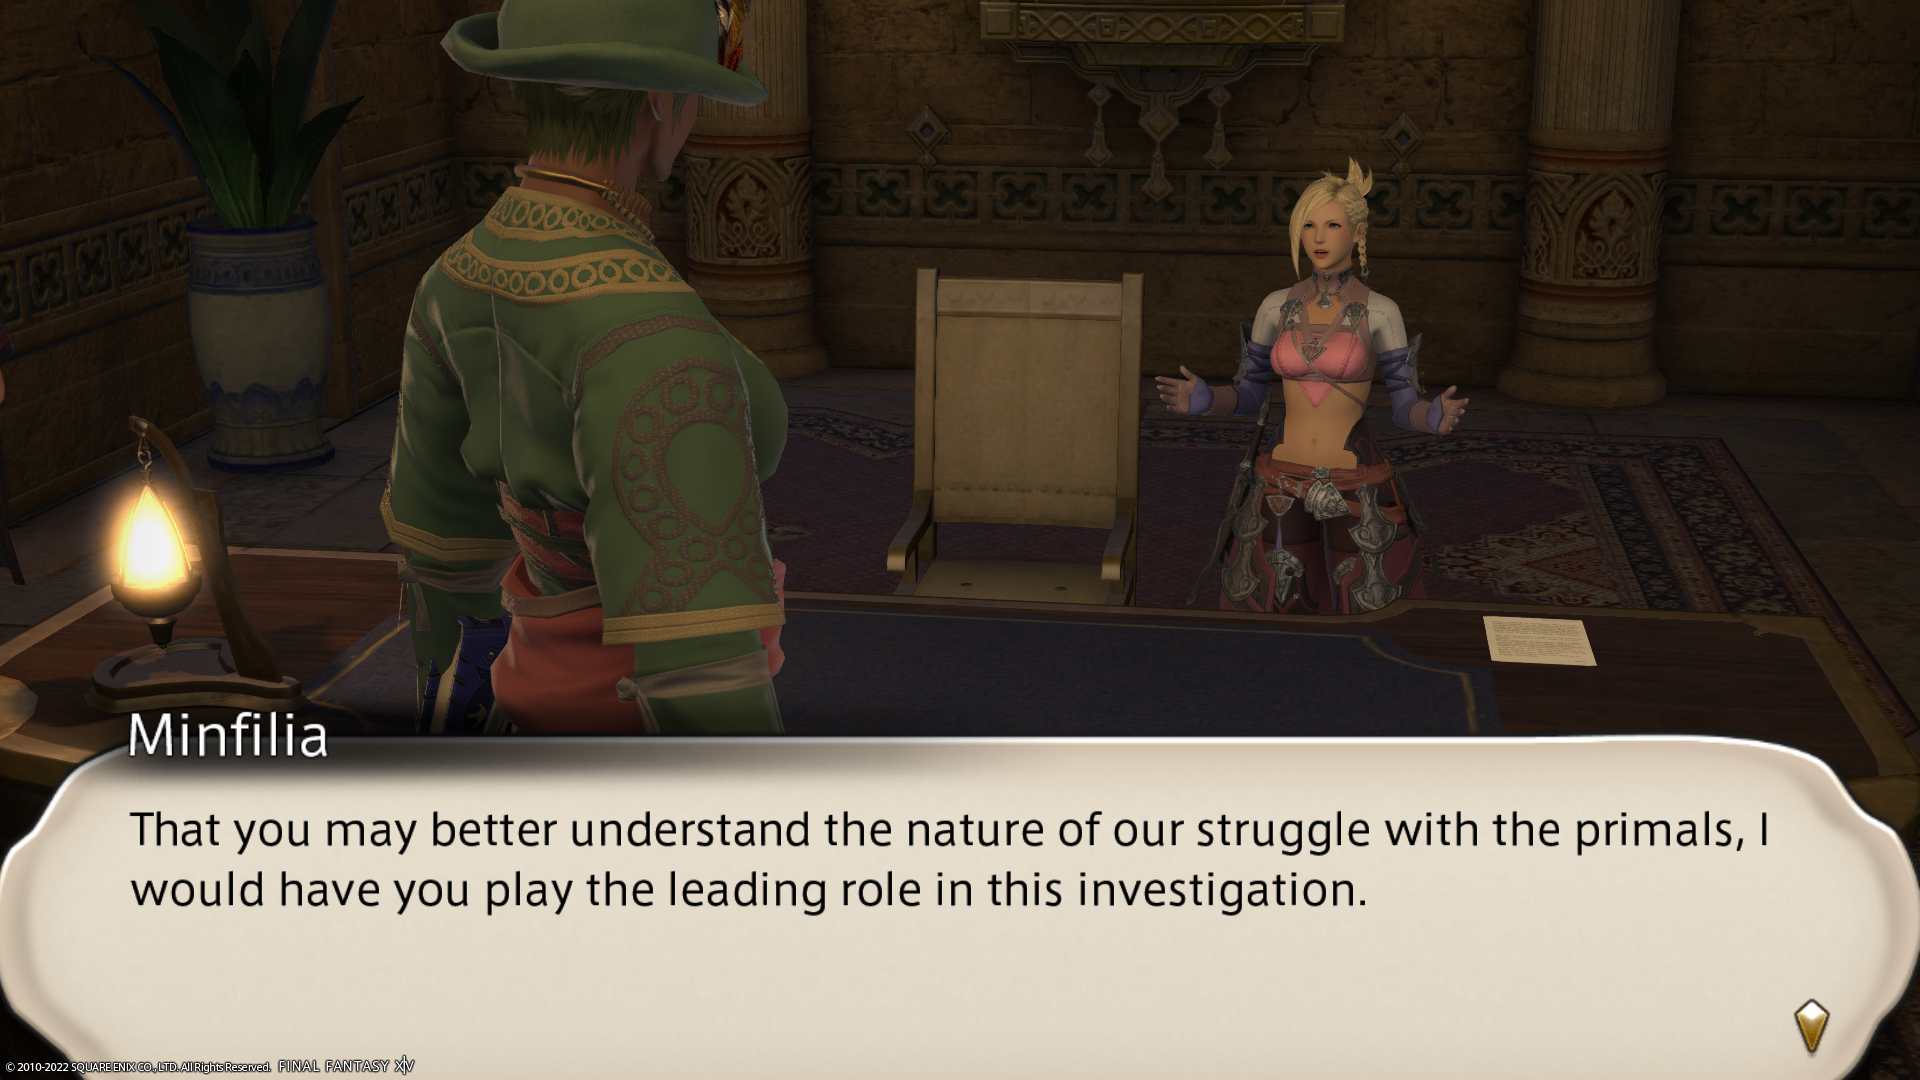 Minfilia
That you may better understand the nature of our struggle with the primals, I
would have you play the leading role in this investigation.
© 2010-2022 SQUARE ENIX CO., LTD. All Rights Reserved. FINAL FANTASY XIV